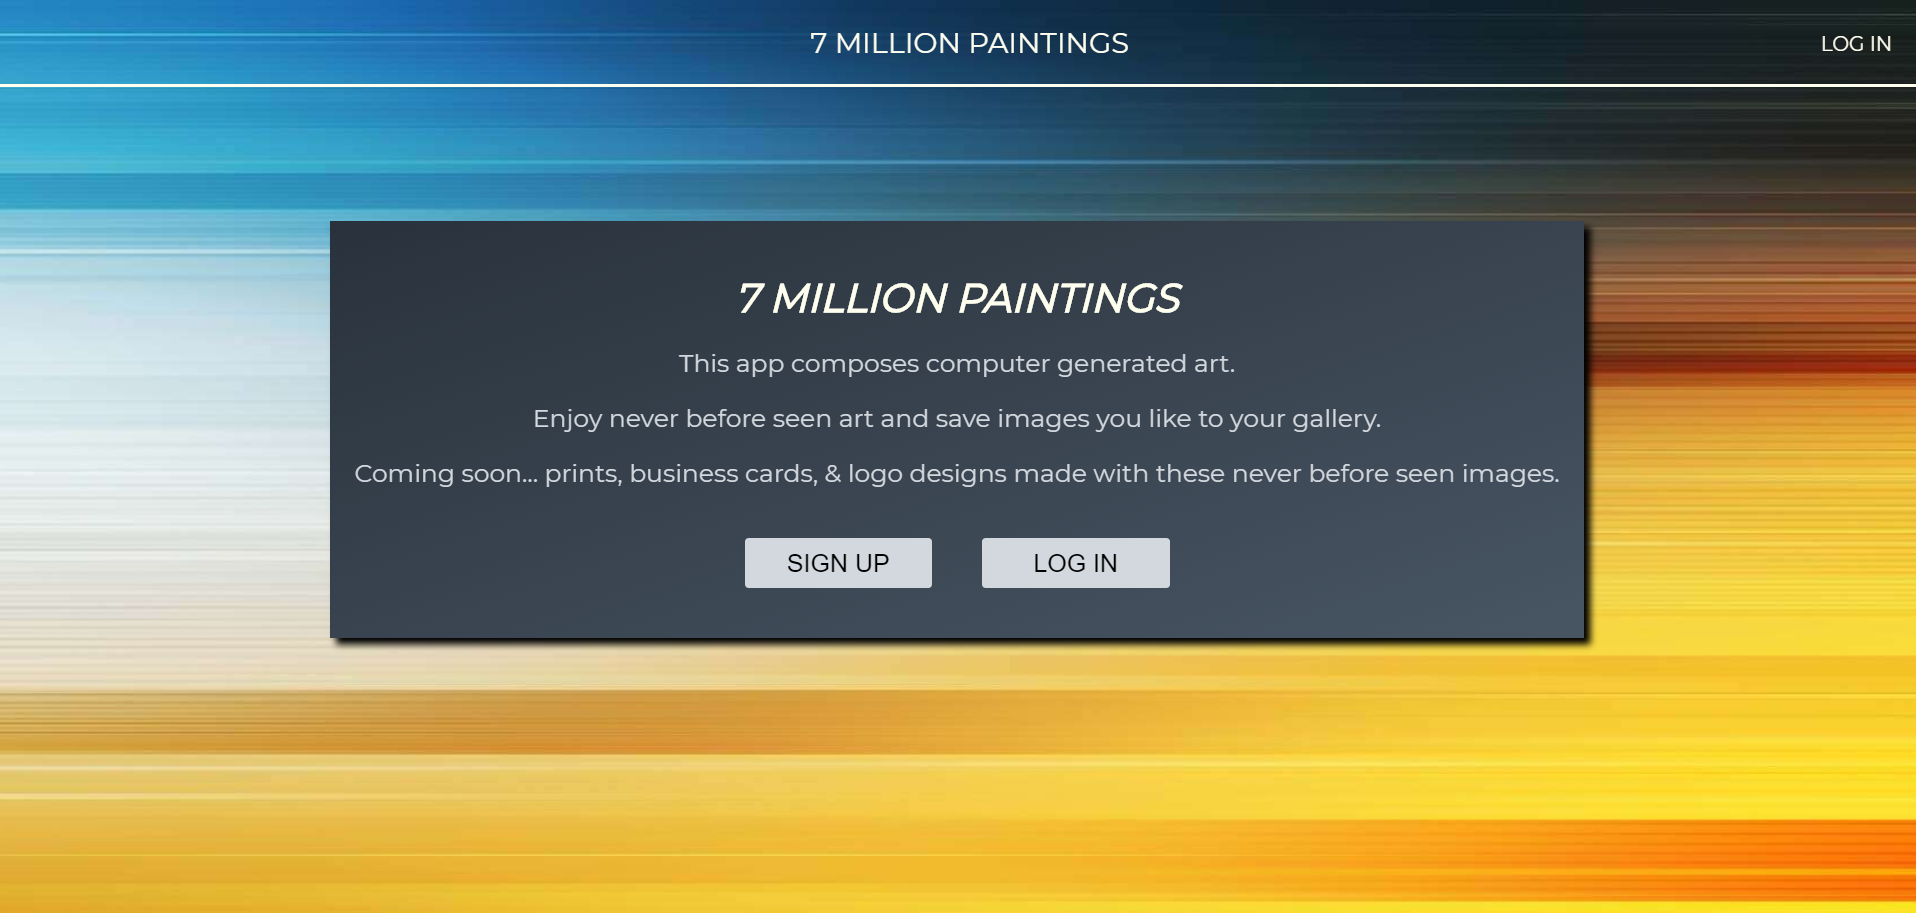 7 MILLION PAINTINGS
LOG IN
7 MILLION PAINTINGS
This app composes computer generated art.
Enjoy never before seen art and save images you like to your gallery.
Coming soon... prints, business cards, & logo designs made with these never before seen images.
SIGN UP
LOG IN